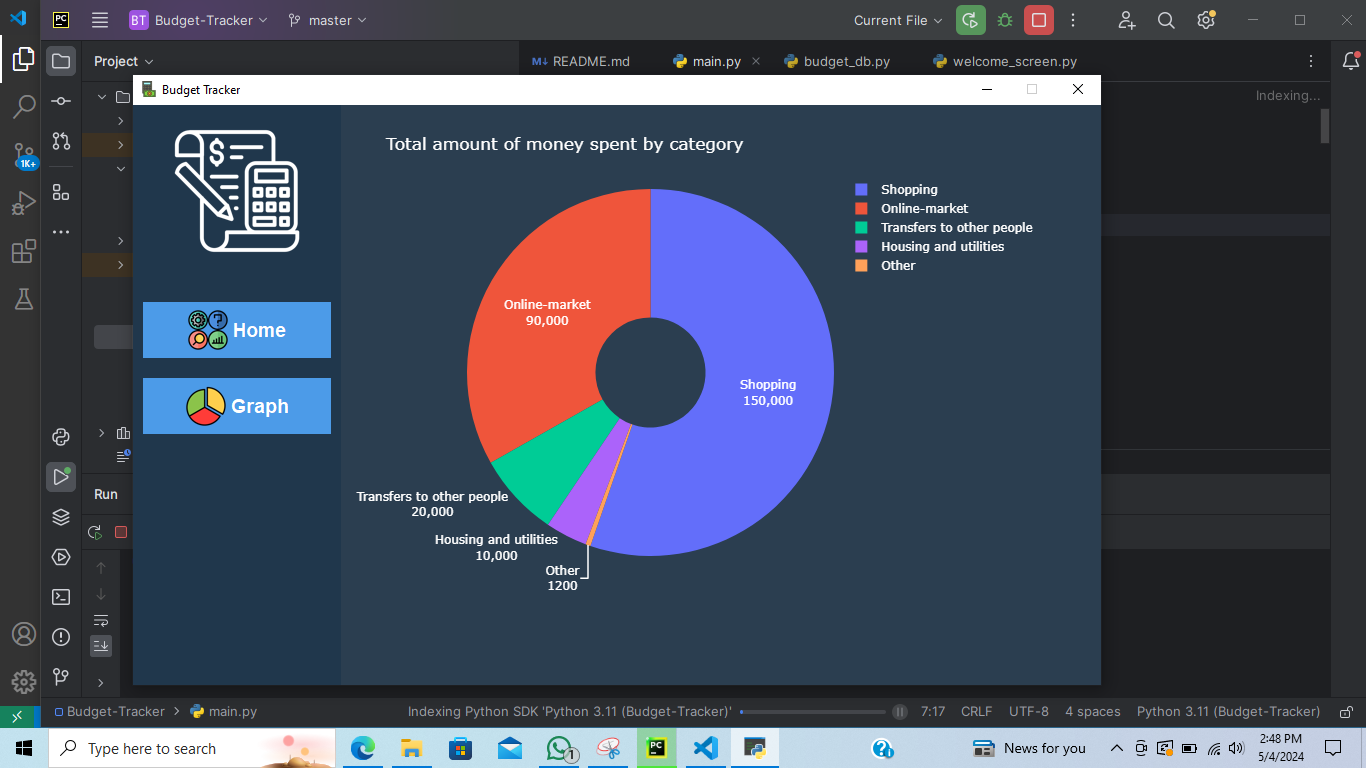 PC
BT Budget-Tracker
master
Current File
Project
README.md
main.py
budget_db.py
welcome_screen.py
Budget Tracker
Indexing...
1K+
$
Total amount of money spent by category
Shopping
Online-market
Transfers to other people
Housing and utilities
Other
Home
?
Graph
Online-market
90,000
Shopping
150,000
Transfers to other people
20,000
Housing and utilities
10,000
Other
1200
Run
Budget-Tracker > main.py
Indexing Python SDK 'Python 3.11 (Budget-Tracker)'
7:17
CRLF
UTF-8
4 spaces
Python 3.11 (Budget-Tracker)
Type here to search
1
PC
?
News for you
2:48 PM
5/4/2024